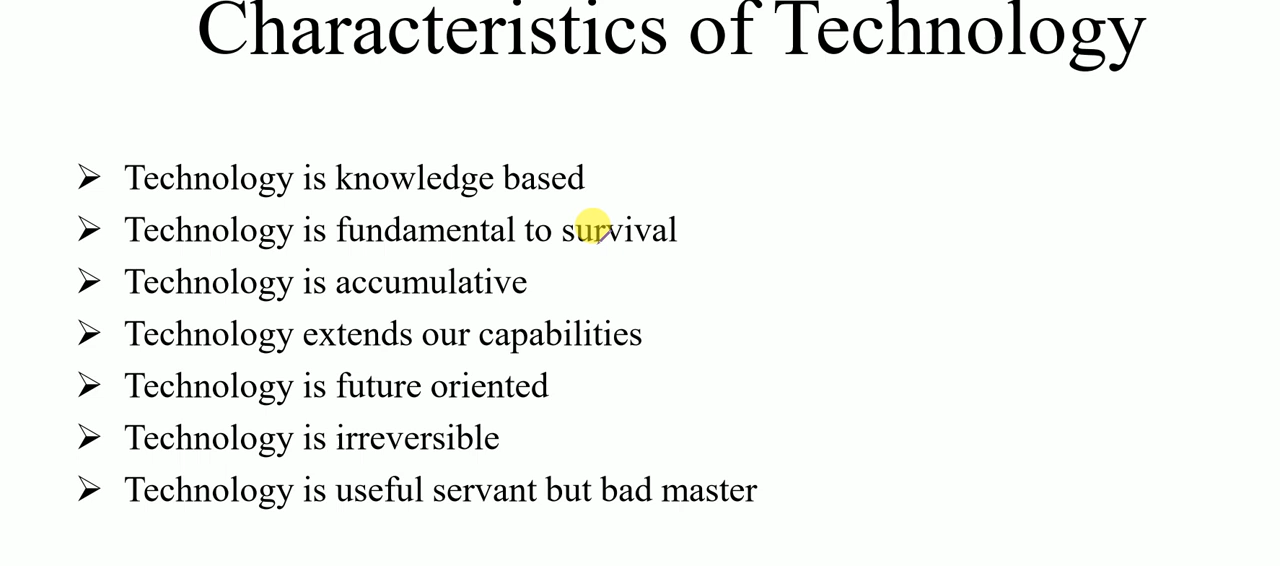 Characteristics of Technology
➢ Technology is knowledge based
➢ Technology is fundamental to survival
➢ Technology is accumulative
➢ Technology extends our capabilities
➢ Technology is future oriented
➢ Technology is irreversible
➢ Technology is useful servant but bad master